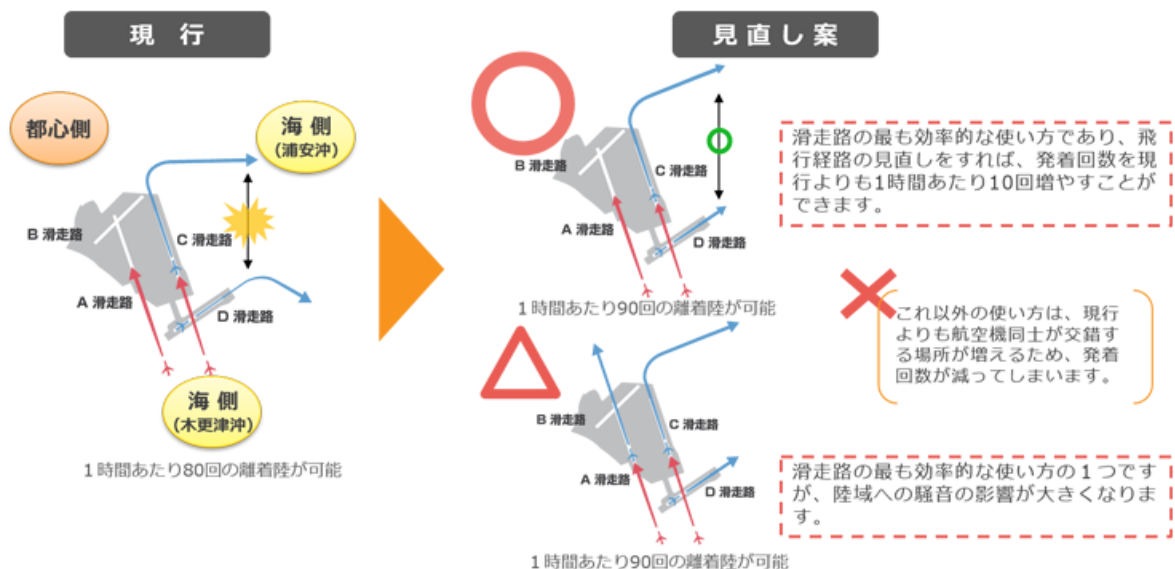 現 行
都心側
海 側
(浦安沖)
B 滑走路
C 滑走路
A 滑走路
D 滑走路
海 側
(木更津沖)
1時間あたり80回の離着陸が可能
見直し案
B 滑走路
C 滑走路
A 滑走路
D 滑走路
1時間あたり90回の離着陸が可能
滑走路の最も効率的な使い方であり、飛
行経路の見直しをすれば、発着回数を現
行よりも1時間あたり10回増やすことが
できます。
これ以外の使い方は、現行
よりも航空機同士が交錯す
る場所が増えるため、発着
回数が減ってしまいます。
B 滑走路
C 滑走路
A 滑走路
D 滑走路
1時間あたり90回の離着陸が可能
滑走路の最も効率的な使い方の1つです
が、陸域への騒音の影響が大きくなりま
す。